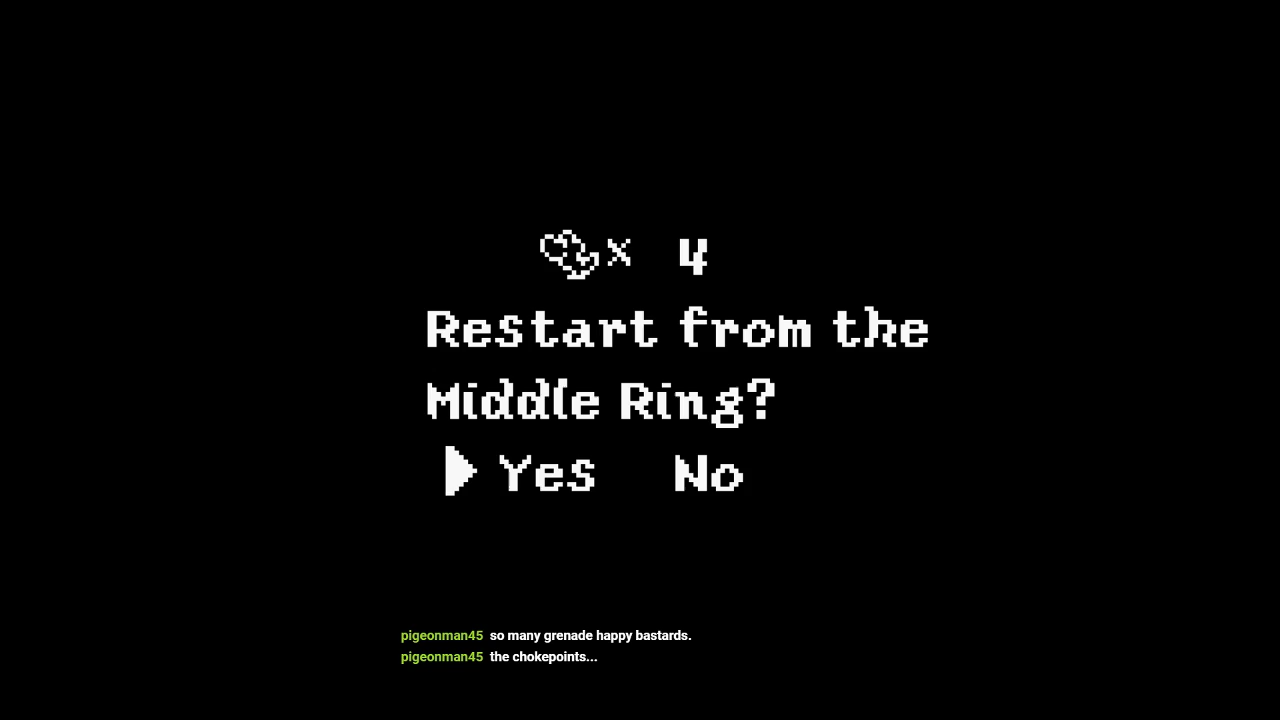 x 4
Restart from the
Middle Ring?
Yes No
pigeonman45 so many grenade happy bastards.
pigeonman45 the chokepoints...